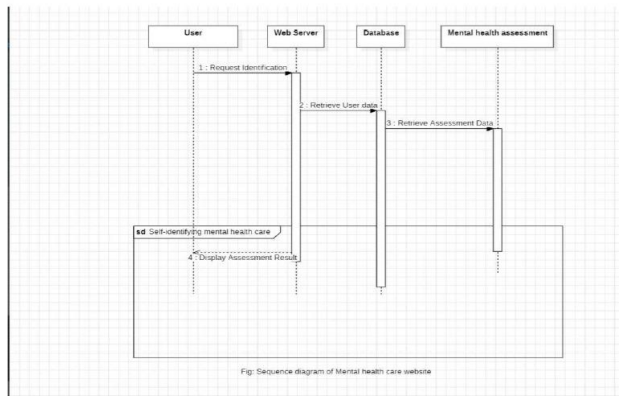 User
Web Server
Database
Mental health assessment
1 : Request Identification
2 : Retrieve User data
3 : Retrieve Assessment Data
sd Self-identifying mental health care
4 : Display Assessment Result
Fig: Sequence diagram of Mental health care website